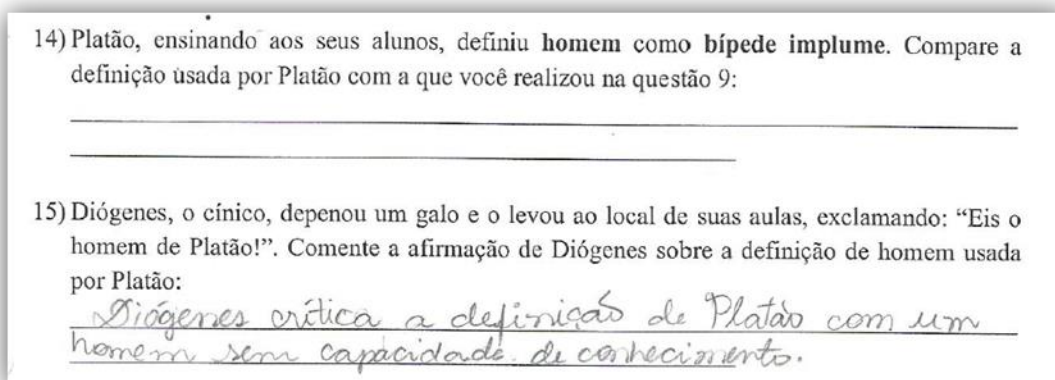 14) Platão, ensinando aos seus alunos, definiu homem como bípede implume. Compare a
definição usada por Platão com a que você realizou na questão 9:
15) Diógenes, o cínico, depenou um galo e o levou ao local de suas aulas, exclamando: “Eis o
homem de Platão!”. Comente a afirmação de Diógenes sobre a definição de homem usada
por Platão:
Diógenes crítica a definição de Platão com um
homem sem capacidade de conhecimento.